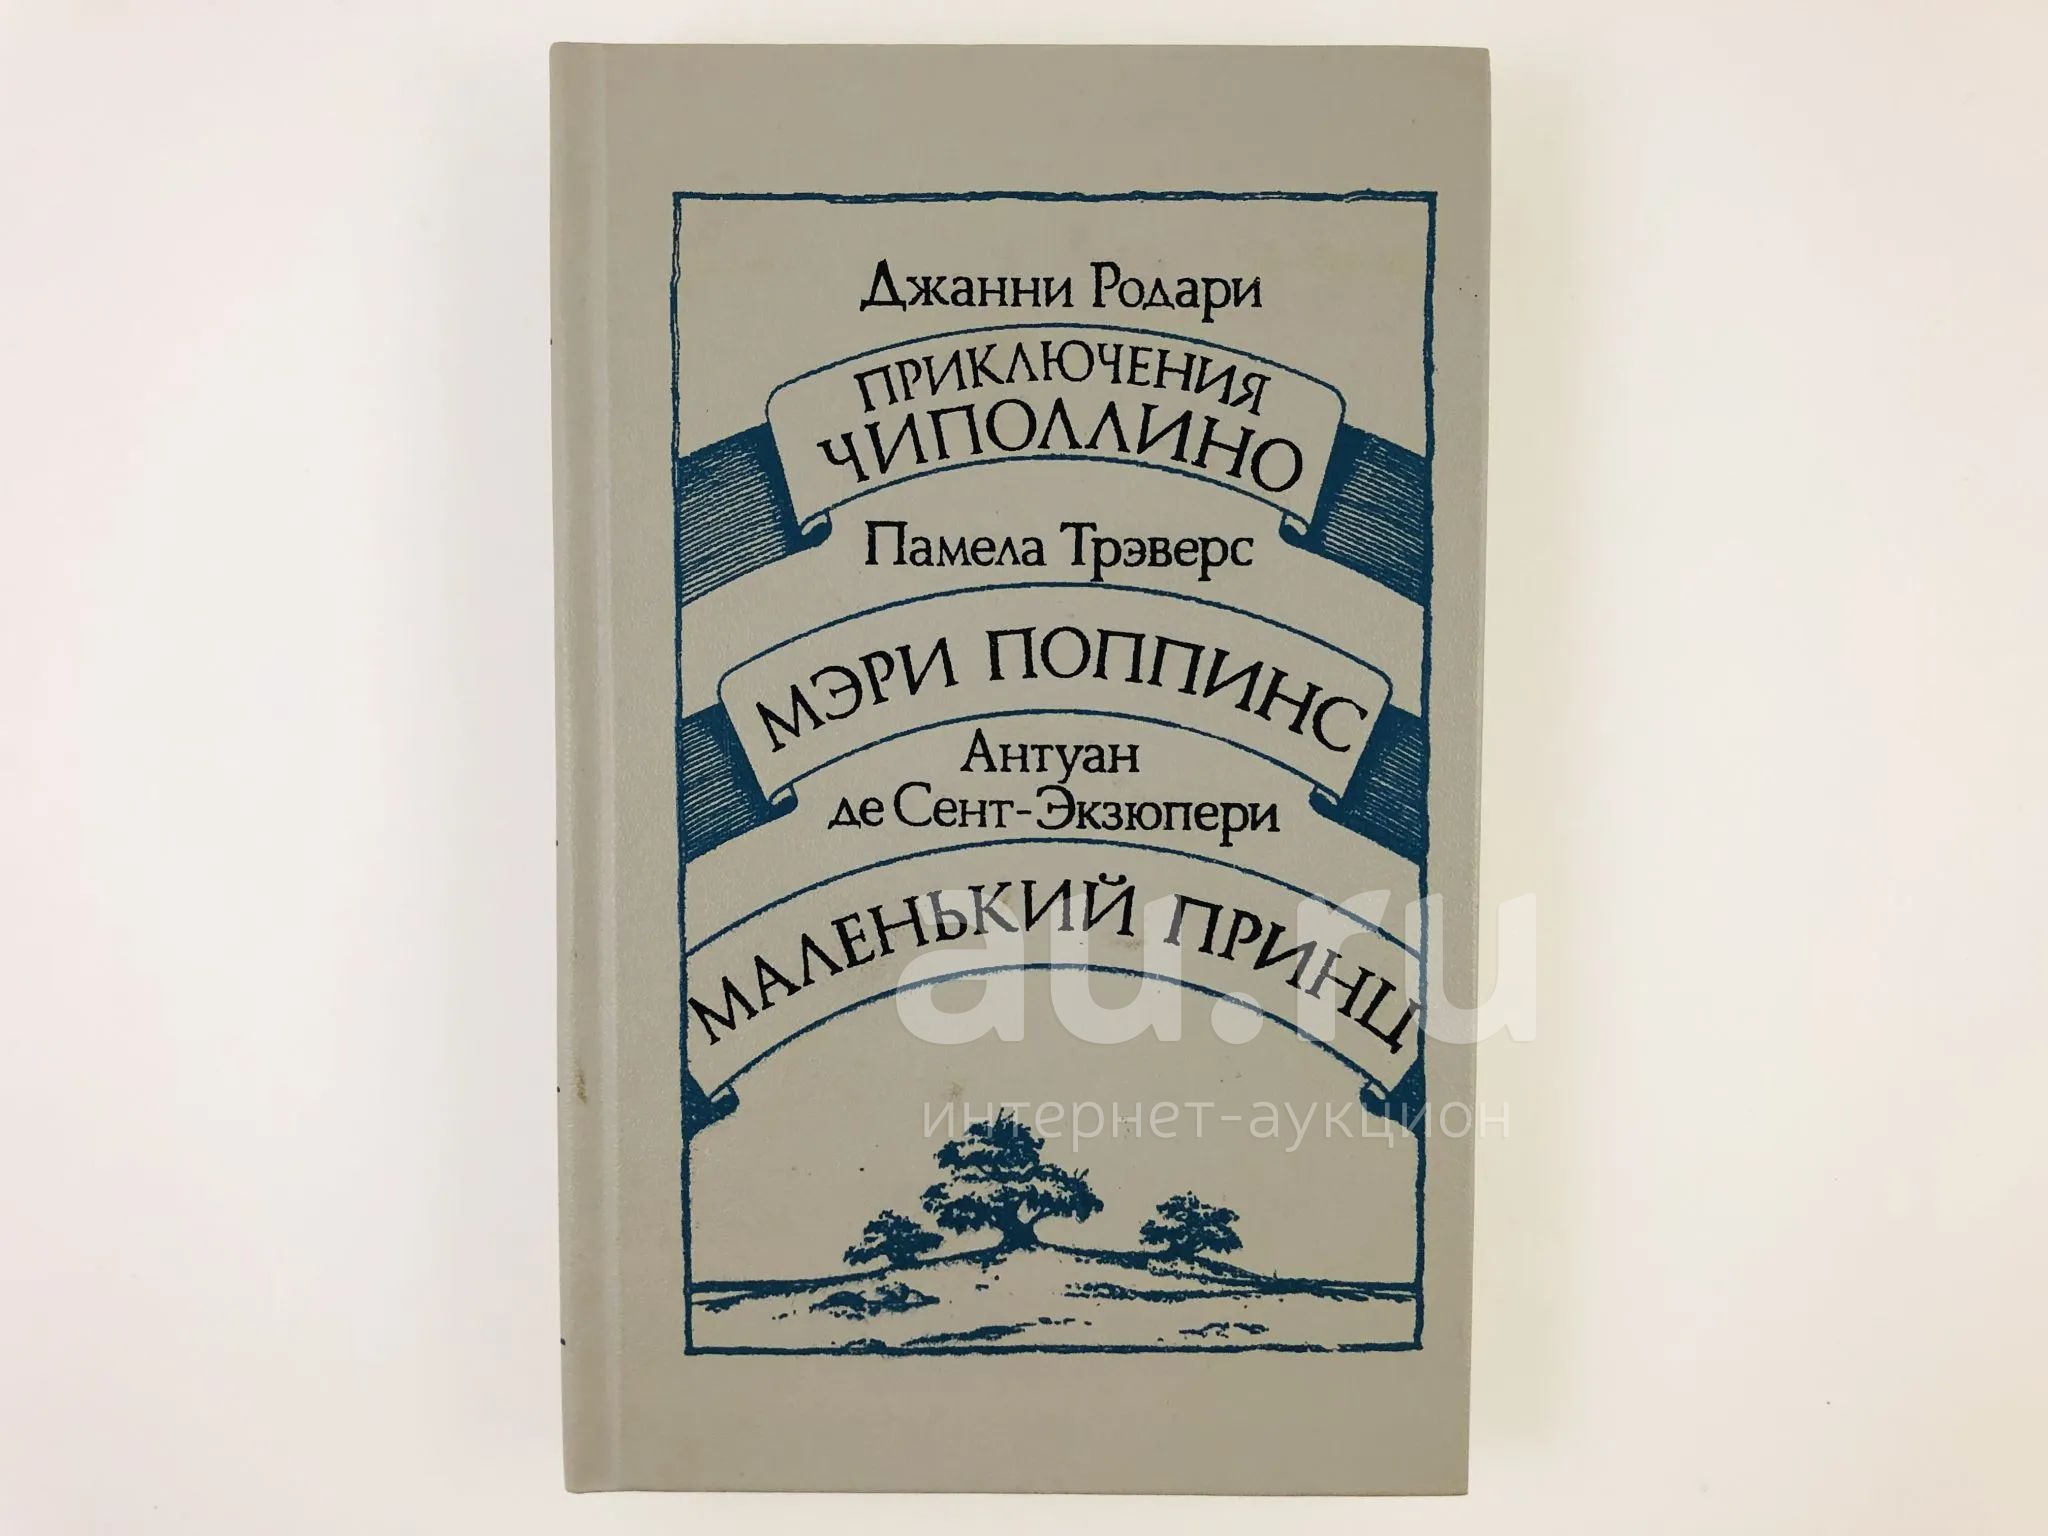 Джанни Родари
ПРИКЛЮЧЕНИЯ
ЧИПОЛЛИНО
Памела Трэверс
МЭРИ ПОППИНС
Антуан
де Сент-Экзюпери
МАЛЕНЬКИЙ ПРИНЦ
au.ru
интернет-аукцион